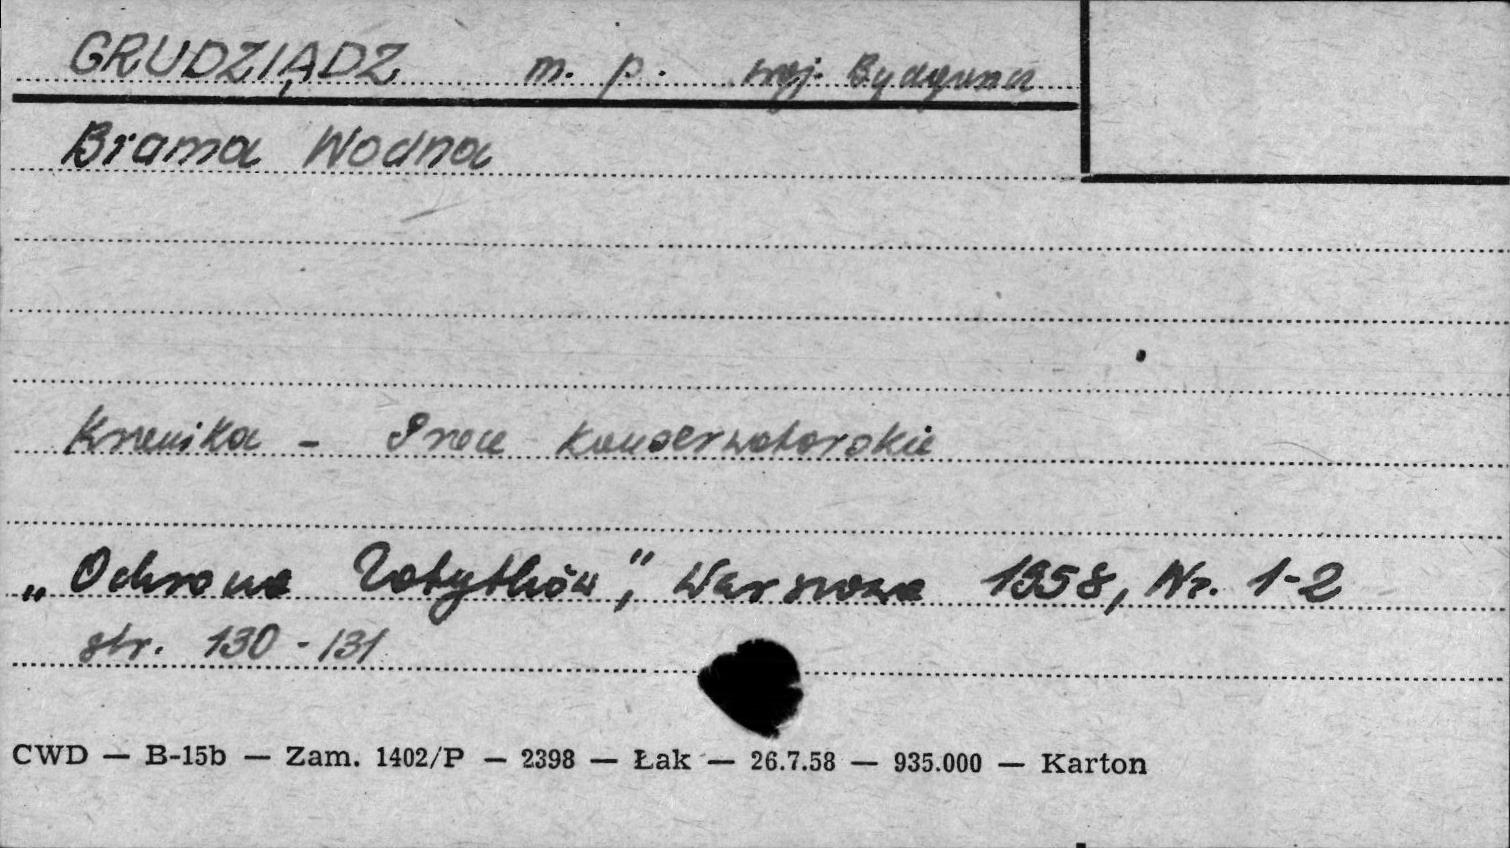 GRUDZIĄDZ m. p. woj. Bydgoszcz
Brama Wodna
Kronika - Prace konserwatorskie
„Ochrona Zabytków", Warszawa 1958, Nr. 1-2
str. 130-131
CWD — B-15b — Zam. 1402/P — 2398 — Łak — 26.7.58 — 935.000 — Karton